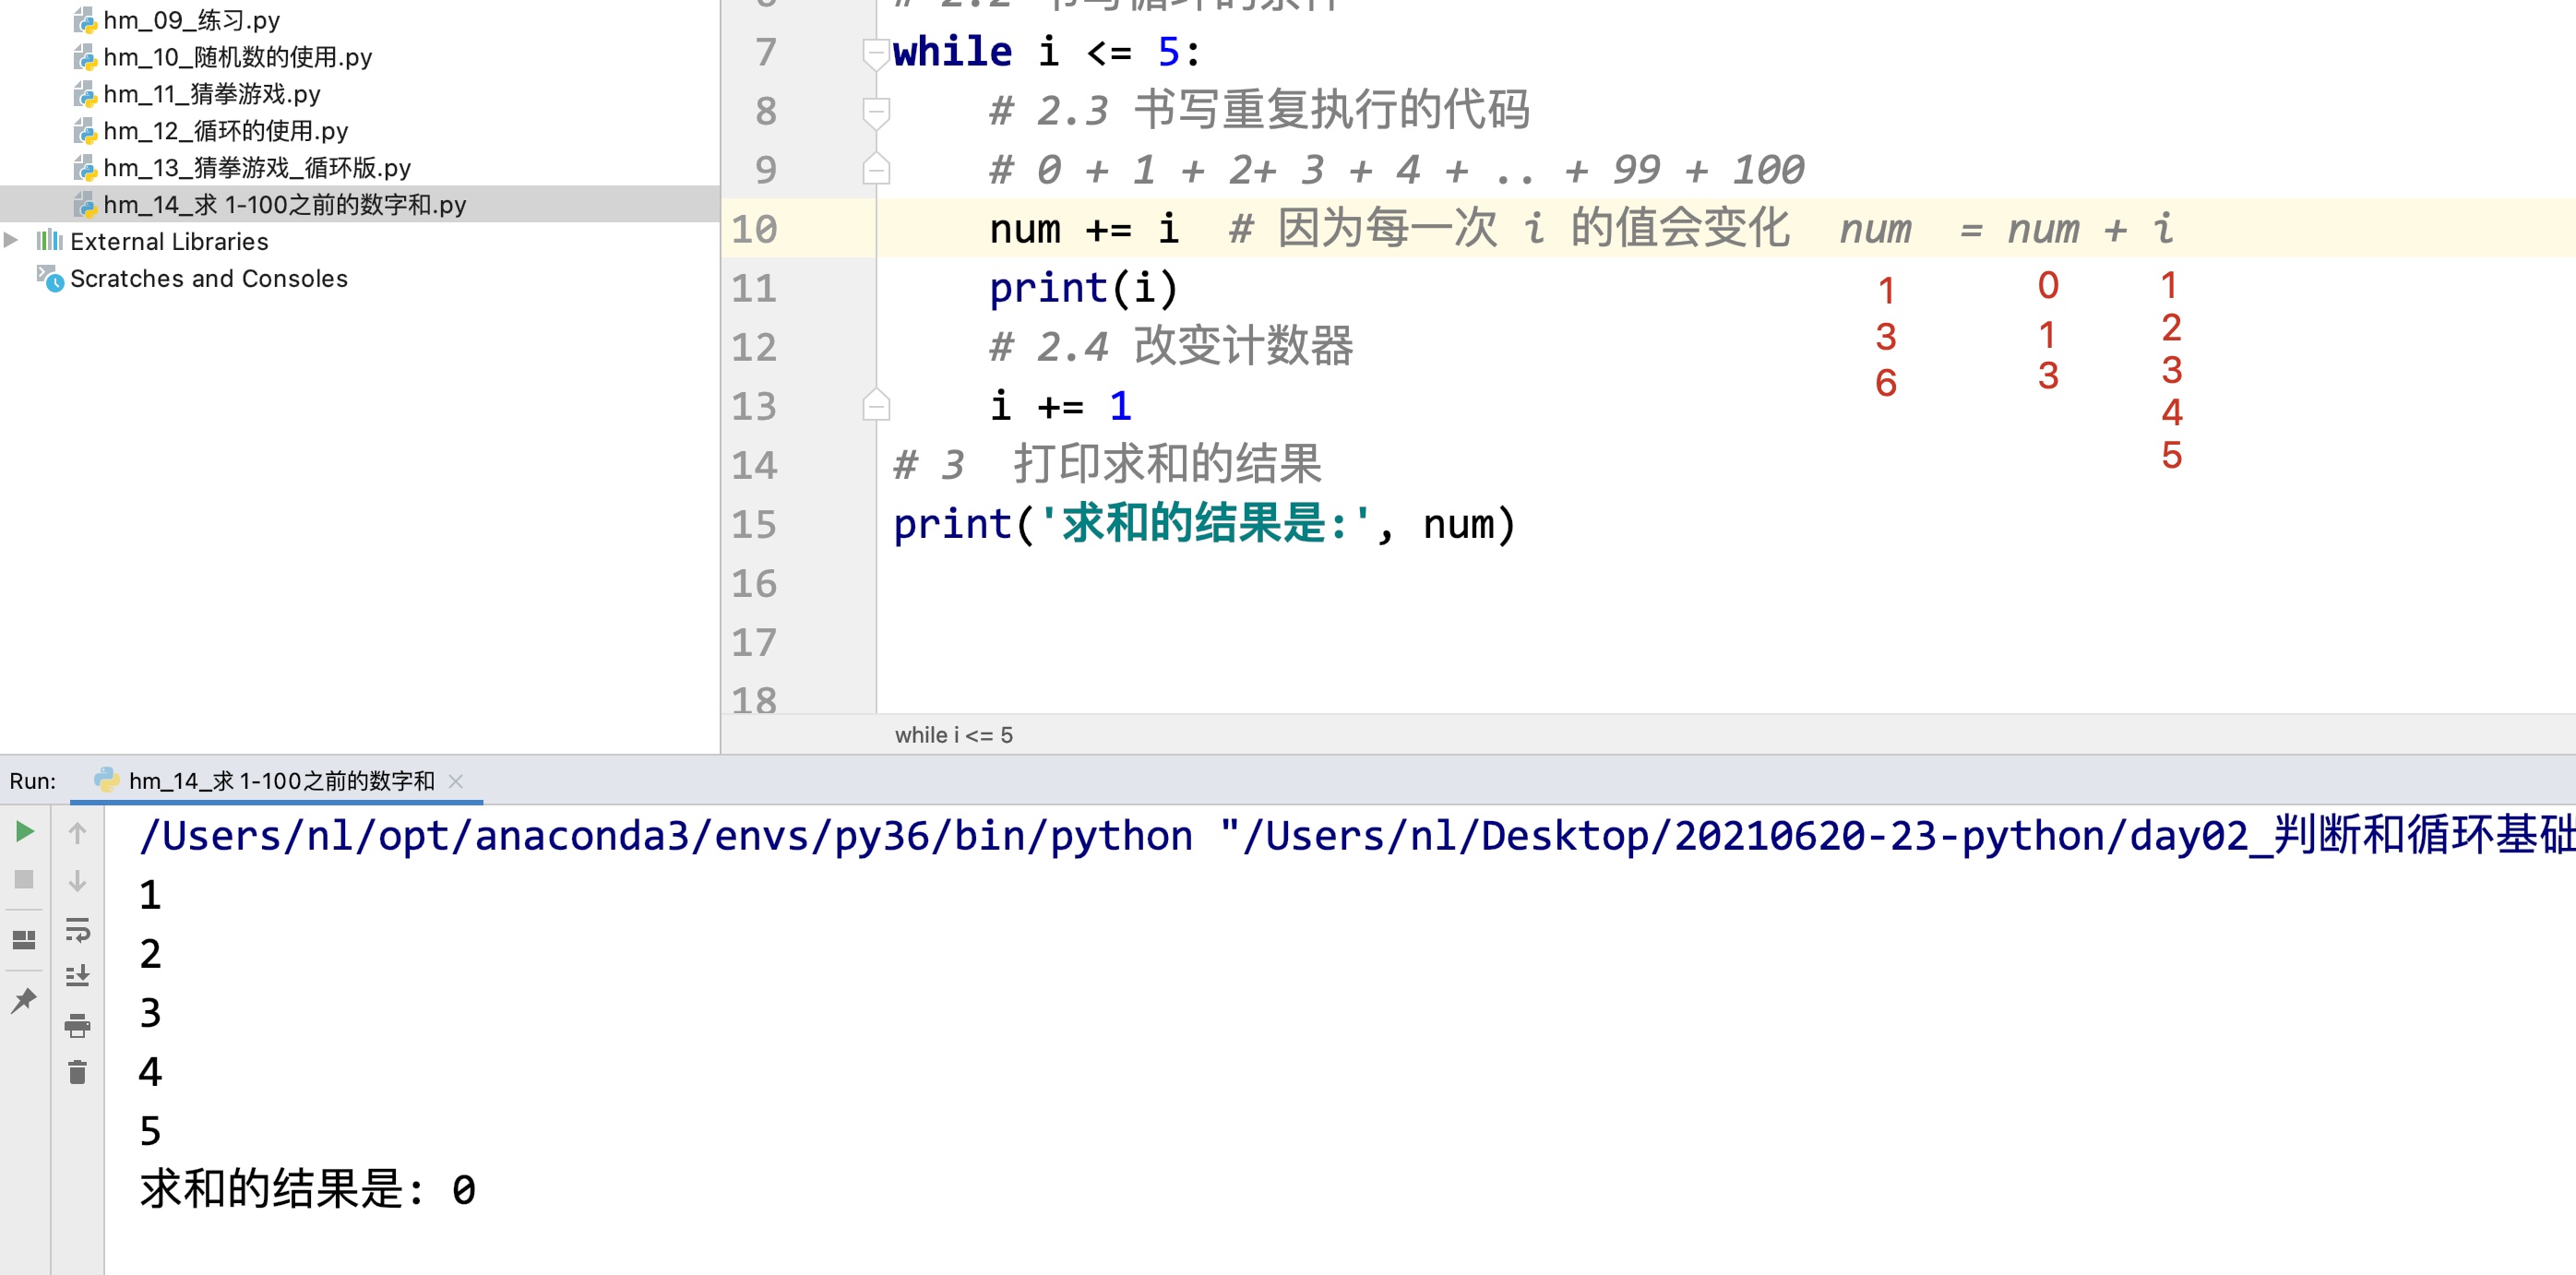 hm_09_练习.py
hm_10_随机数的使用.py
hm_11_猜拳游戏.py
hm_12_循环的使用.py
hm_13_猜拳游戏_循环版.py
hm_14_求 1-100之前的数字和.py
External Libraries
Scratches and Consoles
6 # 2.2 书写循环的条件
7 while i <= 5:
8 # 2.3 书写重复执行的代码
9 # 0 + 1 + 2+ 3 + 4 + .. + 99 + 100
10 num += i # 因为每一次 i 的值会变化 num = num + i
11 print(i)
1 0 1
12 # 2.4 改变计数器
3 1 2
6 3 3
13 i += 1
4
14 # 3 打印求和的结果
5
15 print('求和的结果是:', num)
16
17
18
while i <= 5
Run: hm_14_求 1-100之前的数字和
/Users/nl/opt/anaconda3/envs/py36/bin/python "/Users/nl/Desktop/20210620-23-python/day02_判断和循环基础
1
2
3
4
5
求和的结果是: 0